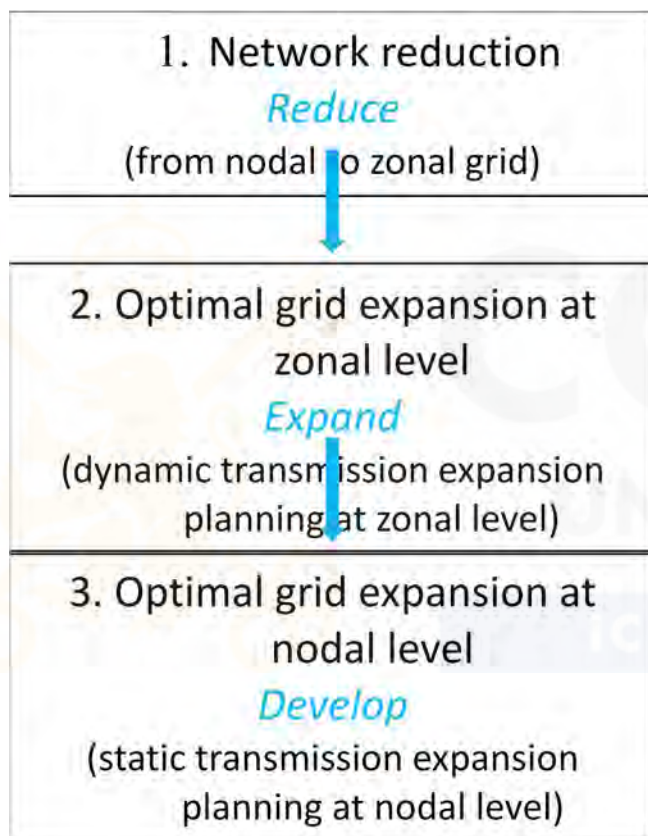 1. Network reduction
Reduce
(from nodal to zonal grid)
2. Optimal grid expansion at
zonal level
Expand
(dynamic transmission expansion
planning at zonal level)
3. Optimal grid expansion at
nodal level
Develop
(static transmission expansion
planning at nodal level)